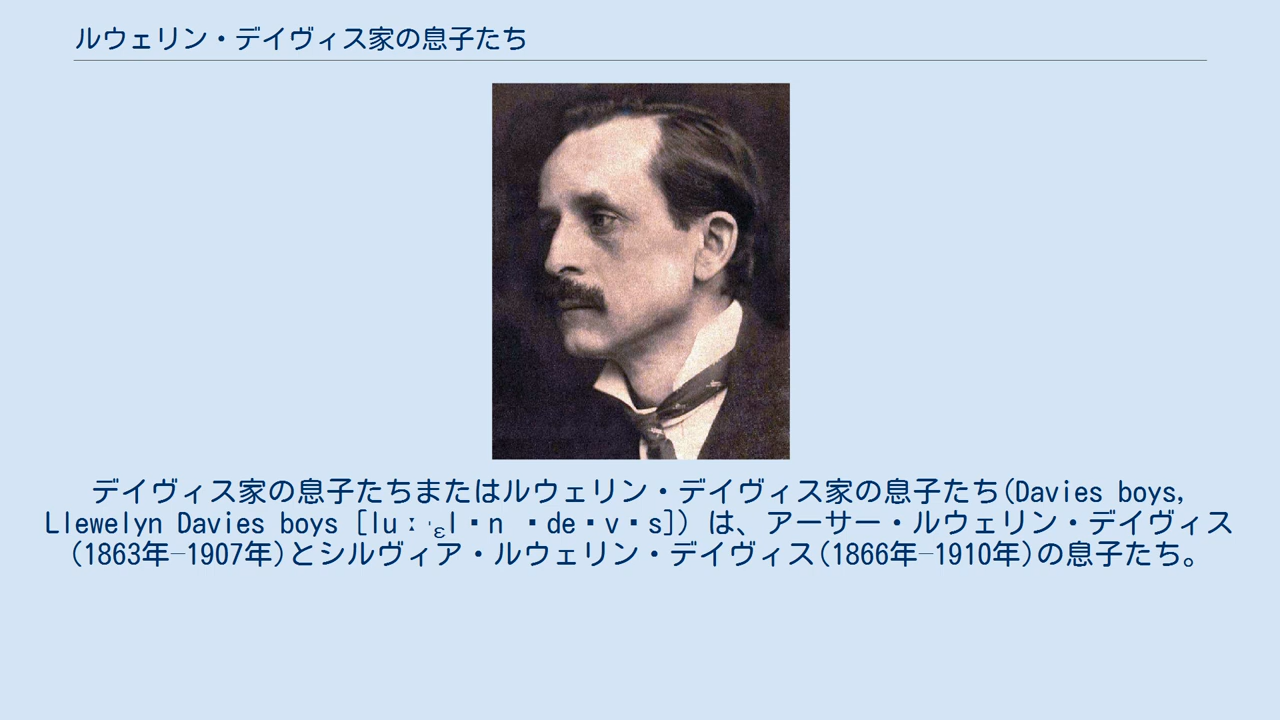 ルウェリン・デイヴィス家の息子たち
デイヴィス家の息子たちまたはルウェリン・デイヴィス家の息子たち(Davies boys,
Llewelyn Davies boys [luːˈɛl▪n ▪de▪v▪s]) は、アーサー・ルウェリン・デイヴィス
(1863年–1907年)とシルヴィア・ルウェリン・デイヴィス(1866年–1910年)の息子たち。